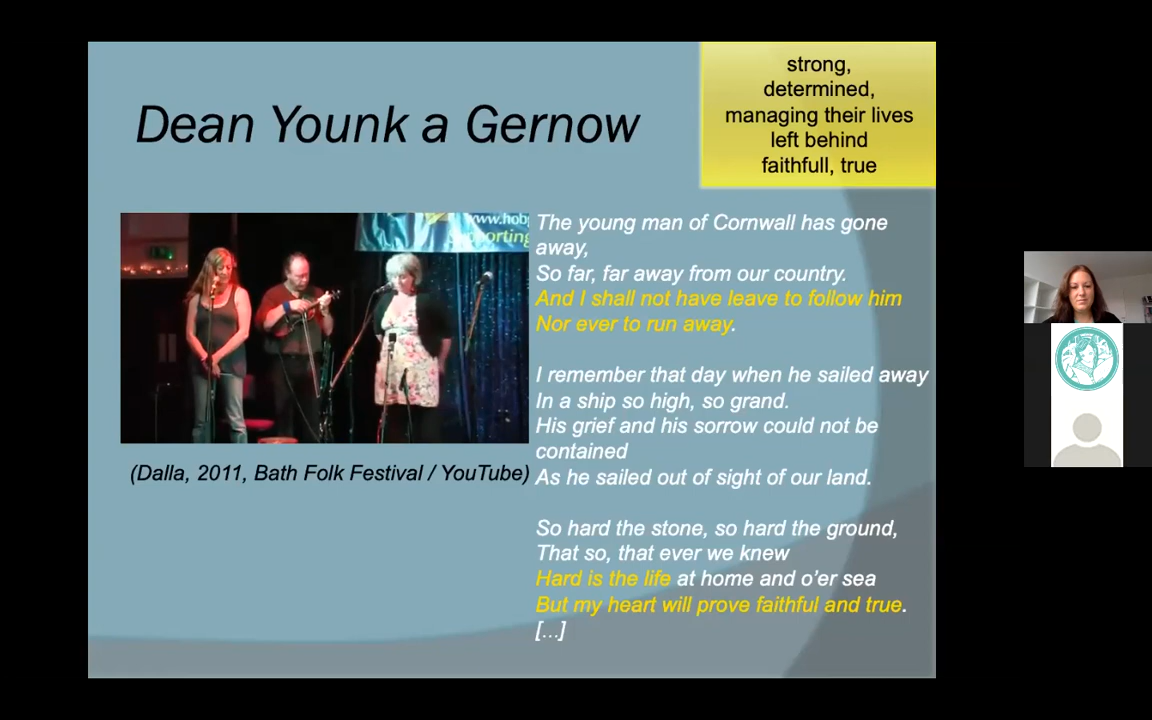 Dean Younk a Gernow
strong,
determined,
managing their lives
left behind
faithfull, true
www.hob
supporting
(Dalla, 2011, Bath Folk Festival / YouTube)
The young man of Cornwall has gone
away,
So far, far away from our country.
And I shall not have leave to follow him
Nor ever to run away.
I remember that day when he sailed away
In a ship so high, so grand.
His grief and his sorrow could not be
contained
As he sailed out of sight of our land.
So hard the stone, so hard the ground,
That so, that ever we knew
Hard is the life at home and o’er sea
But my heart will prove faithful and true.
[...]